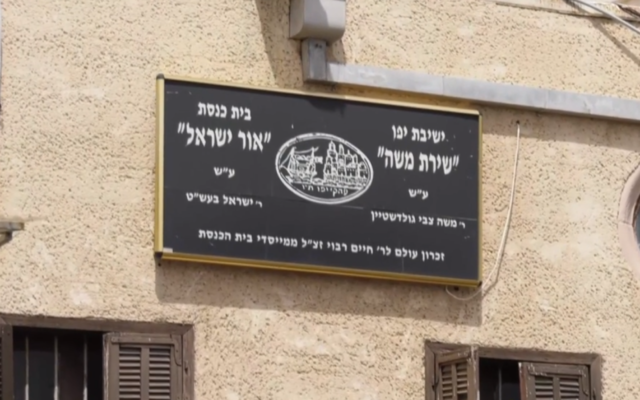 ישיבת יפו
"שירת משה"
ע"ש
ר משה צבי גולדשטיין
בית כנסת
"אור ישראל"
ע"ש
ר׳ ישראל בעש"ט
זכרון עולם לר' חיים רבוי זצ"ל ממייסדי בית הכנסת